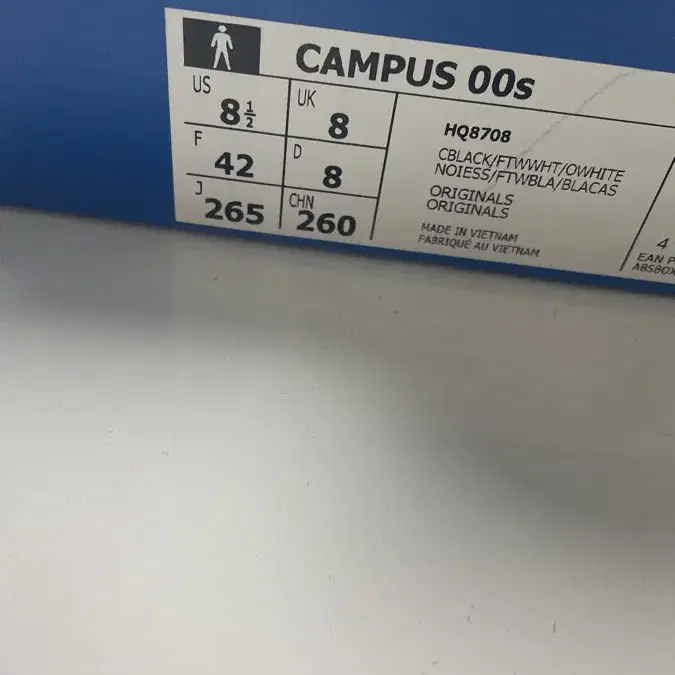 CAMPUS 00s
US 8½ UK 8
F 42 D 8
J 265 CHN 260
HQ8708
CBLACK/FTWWHT/OWHITE
NOIESS/FTWBLA/BLACAS
ORIGINALS
ORIGINALS
MADE IN VIETNAM
FABRIQUÉ AU VIETNAM
4
EAN P
ABSBOX